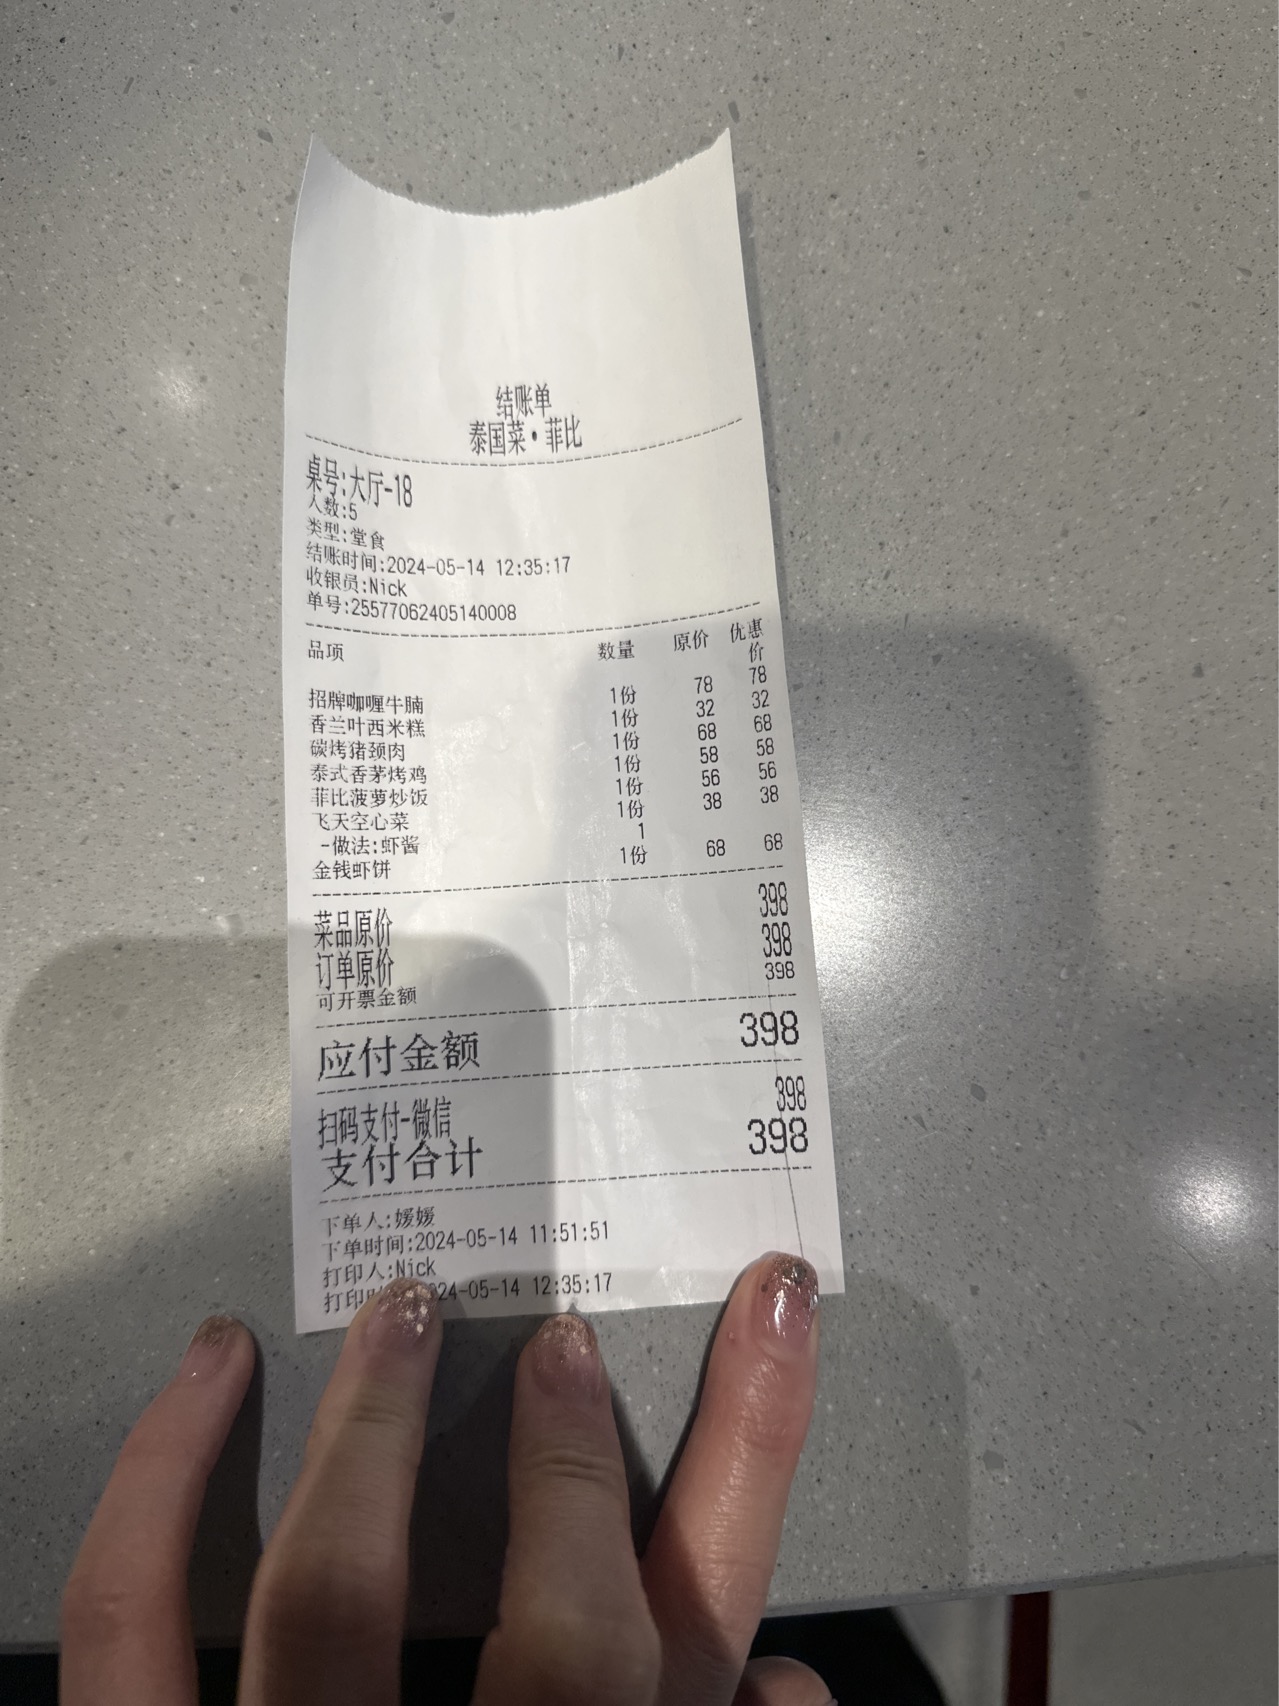 结账单
泰国菜·菲比
桌号:大厅-18
人数:5
类型:堂食
结账时间:2024-05-14 12:35:17
收银员:Nick
单号:25577062405140008
品项 数量 原价 优惠价
招牌咖喱牛腩 1份 78 78
香兰叶西米糕 1份 32 32
碳烤猪颈肉 1份 68 68
泰式香茅烤鸡 1份 58 58
菲比菠萝炒饭 1份 56 56
飞天空心菜 1份 38 38
-做法:虾酱 1
金钱虾饼 1份 68 68
菜品原价 398
订单原价 398
可开票金额 398
应付金额 398
扫码支付-微信 398
支付合计 398
下单人:媛媛
下单时间:2024-05-14 11:51:51
打印人:Nick
打印 24-05-14 12:35:17